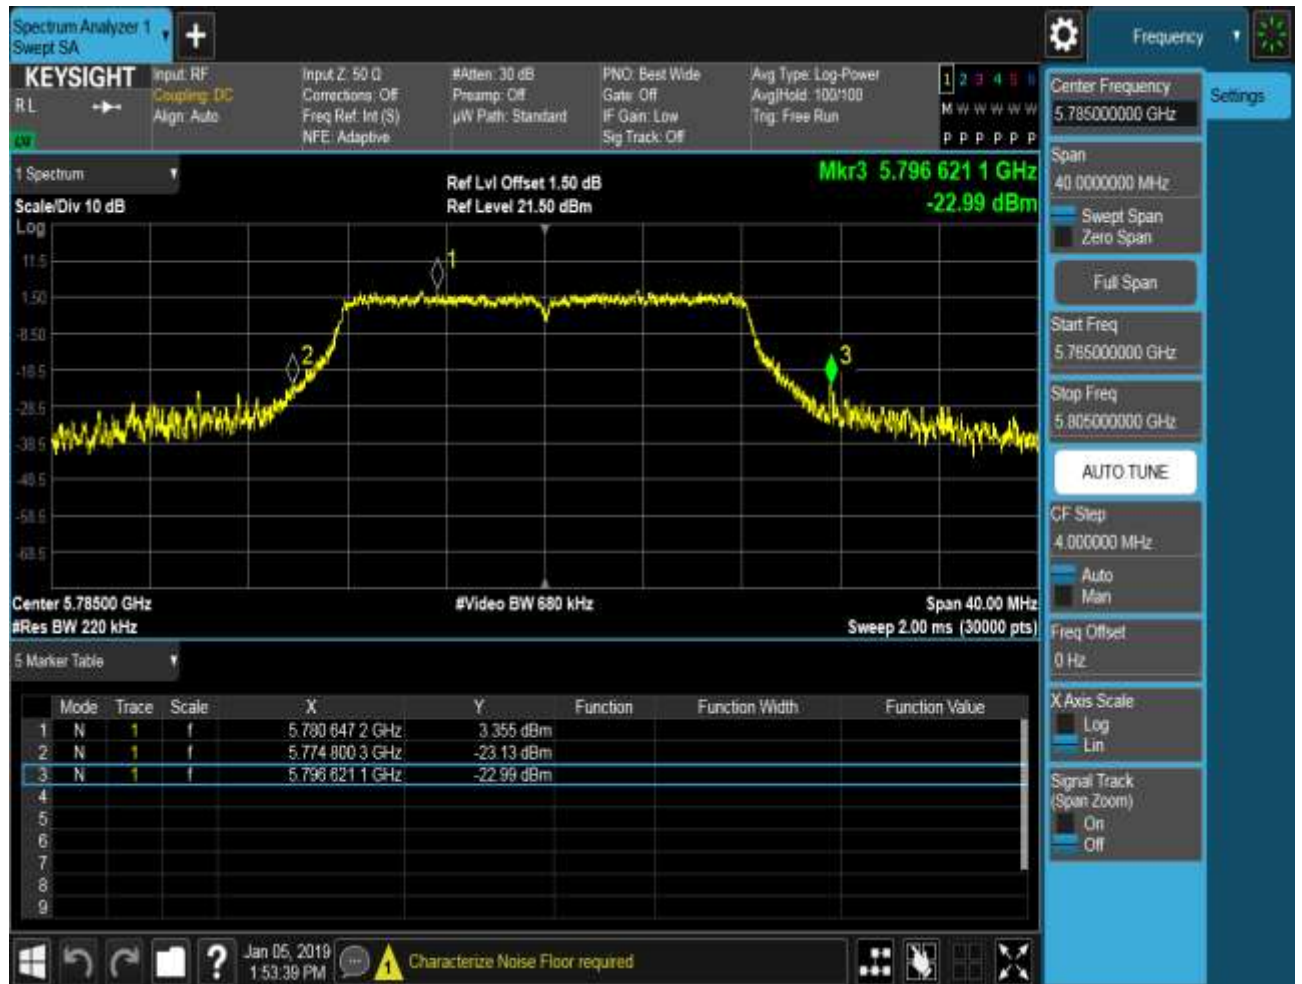 Spectrum Analyzer 1
Swept SA
Frequency
KEYSIGHT
RL
Input: RF
Coupling: DC
Align: Auto
Input Z: 50 Ω
Corrections: Off
Freq Ref: Int (S)
NFE: Adaptive
#Atten: 30 dB
Preamp: Off
µW Path: Standard
PNO: Best Wide
Gate: Off
IF Gain: Low
Sig Track: Off
Avg Type: Log-Power
Avg|Hold: 100/100
Trig: Free Run
1 2 3 4 5 6
M W W W W W
P P P P P P
1 Spectrum
Scale/Div 10 dB
Ref Lvl Offset 1.50 dB
Ref Level 21.50 dBm
Mkr3 5.796 621 1 GHz
-22.99 dBm
Log
11.5
1.50
-8.50
-18.5
-28.5
-38.5
-48.5
-58.5
-68.5
1
2
3
Center 5.78500 GHz
#Res BW 220 kHz
#Video BW 680 kHz
Span 40.00 MHz
Sweep 2.00 ms (30000 pts)
5 Marker Table
Mode Trace Scale X Y Function Function Width Function Value
1 N 1 f 5.780 647 2 GHz 3.355 dBm
2 N 1 f 5.774 800 3 GHz -23.13 dBm
3 N 1 f 5.796 621 1 GHz -22.99 dBm
4
5
6
7
8
9
Center Frequency
5.785000000 GHz
Settings
Span
40.0000000 MHz
Swept Span
Zero Span
Full Span
Start Freq
5.765000000 GHz
Stop Freq
5.805000000 GHz
AUTO TUNE
CF Step
4.000000 MHz
Auto
Man
Freq Offset
0 Hz
X Axis Scale
Log
Lin
Signal Track
(Span Zoom)
On
Off
?
Jan 05, 2019
1:53:39 PM
1
Characterize Noise Floor required